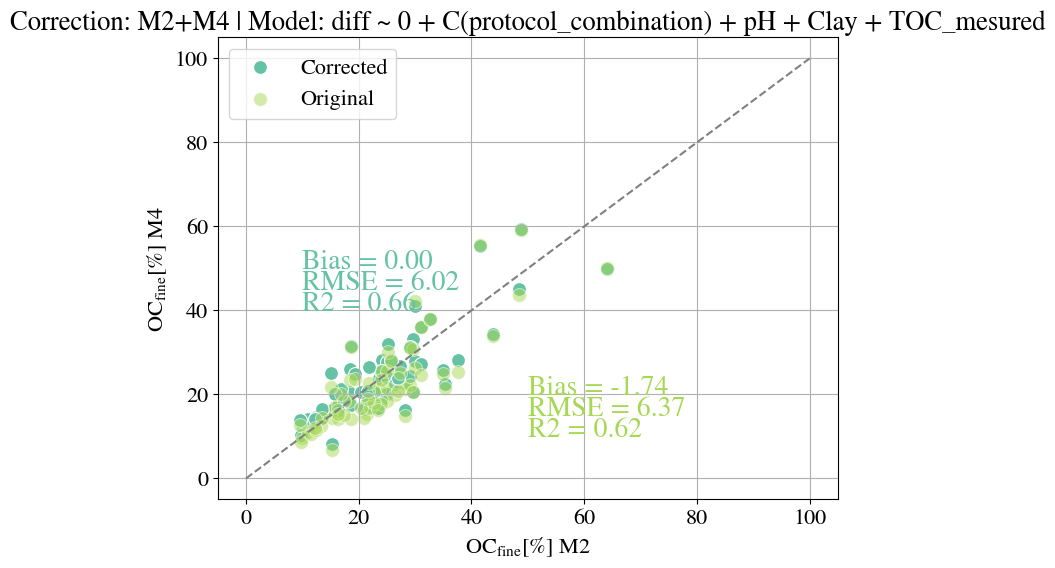 Correction: M2+M4 | Model: diff ~ 0 + C(protocol_combination) + pH + Clay + TOC_mesured
100
80
60
40
20
0
OCfine[%] M4
Corrected
Original
Bias = 0.00
RMSE = 6.02
R2 = 0.66
Bias = -1.74
RMSE = 6.37
R2 = 0.62
0
20
40
60
80
100
OCfine[%] M2